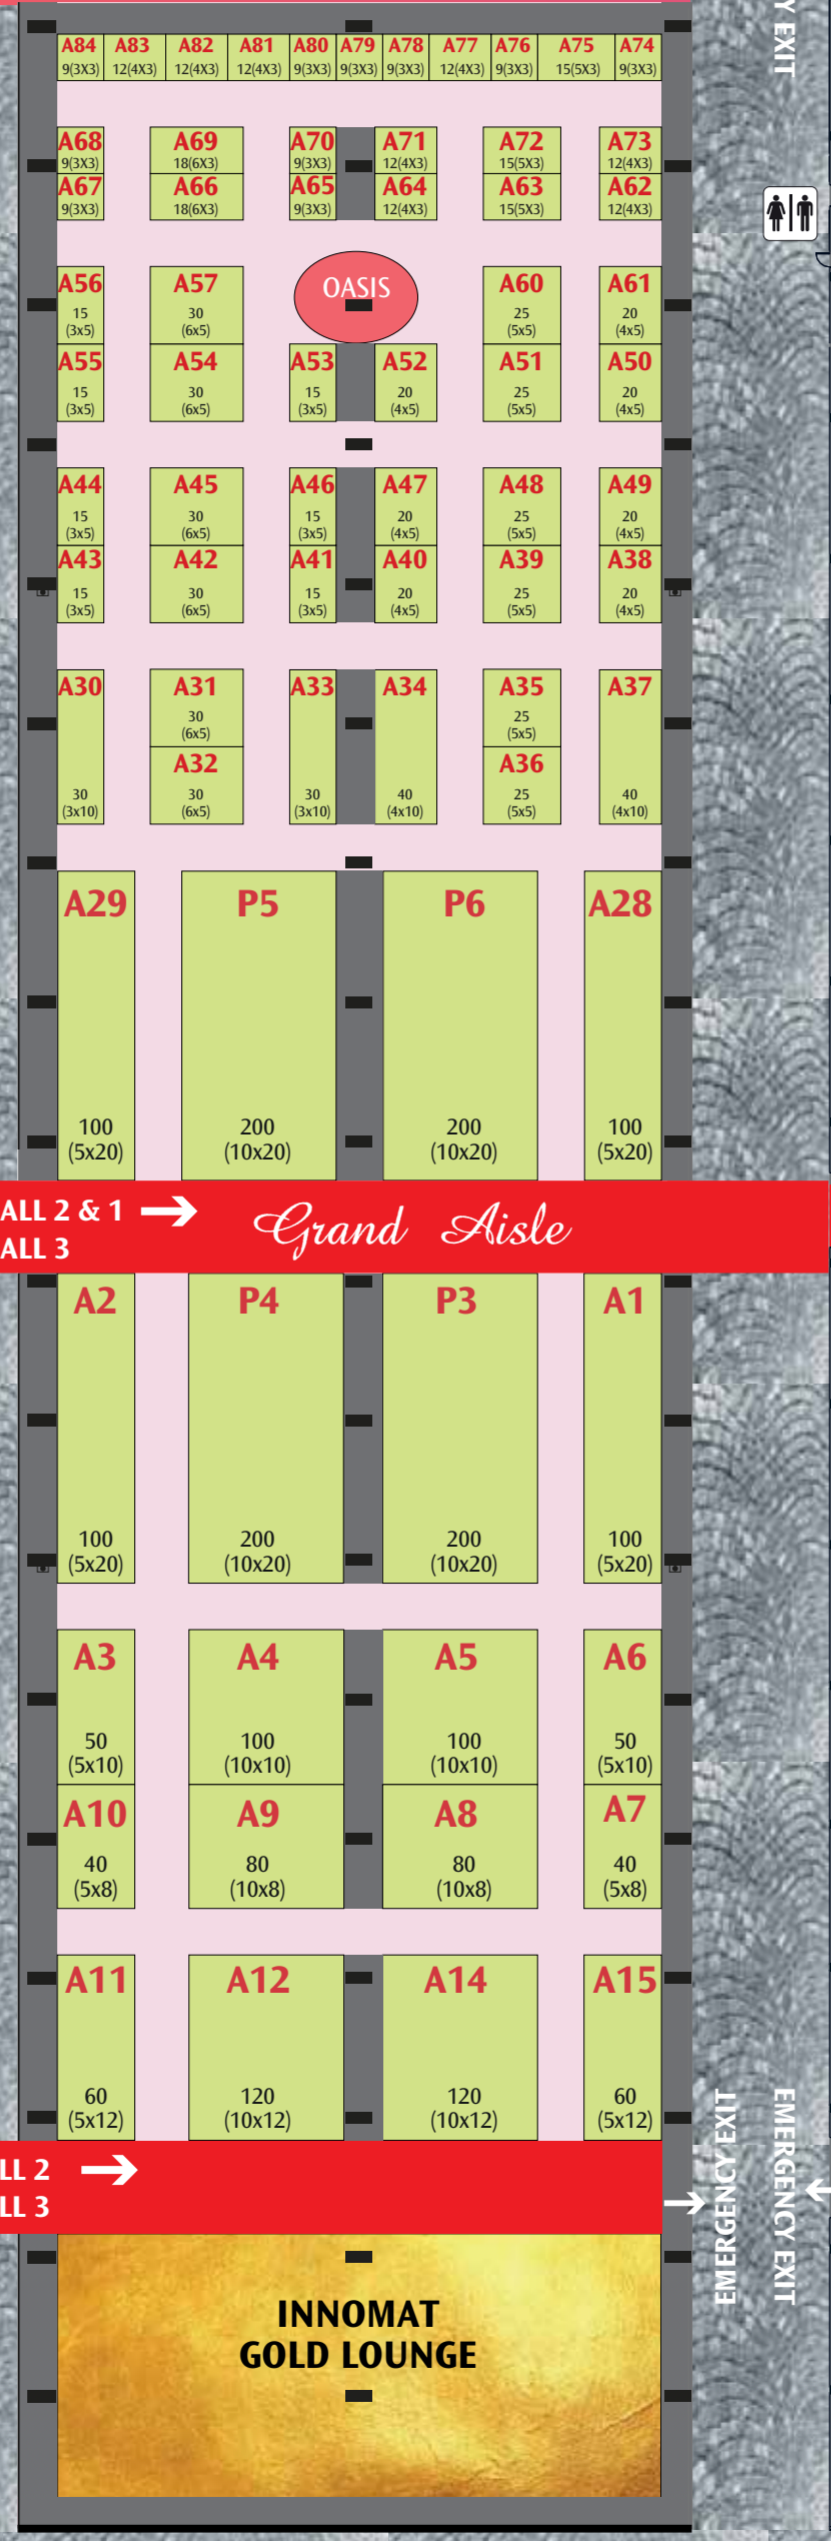 Y EXIT
A84 A83 A82 A81 A80 A79 A78 A77 A76 A75 A74
9(3X3) 12(4X3) 12(4X3) 12(4X3) 9(3X3) 9(3X3) 9(3X3) 12(4X3) 9(3X3) 15(5X3) 9(3X3)
A68 A69 A70 A71 A72 A73
9(3X3) 18(6X3) 9(3X3) 12(4X3) 15(5X3) 12(4X3)
A67 A66 A65 A64 A63 A62
9(3X3) 18(6X3) 9(3X3) 12(4X3) 15(5X3) 12(4X3)
OASIS
A56 A57 A60 A61
15 30 25 20
(3x5) (6x5) (5x5) (4x5)
A55 A54 A53 A52 A51 A50
15 30 15 20 25 20
(3x5) (6x5) (3x5) (4x5) (5x5) (4x5)
A44 A45 A46 A47 A48 A49
15 30 15 20 25 20
(3x5) (6x5) (3x5) (4x5) (5x5) (4x5)
A43 A42 A41 A40 A39 A38
15 30 15 20 25 20
(3x5) (6x5) (3x5) (4x5) (5x5) (4x5)
A30 A31 A33 A34 A35 A37
30 25
(6x5) (5x5)
A32 A36
30 30 30 40 25 40
(3x10) (6x5) (3x10) (4x10) (5x5) (4x10)
A29 P5 P6 A28
100 200 200 100
(5x20) (10x20) (10x20) (5x20)
ALL 2 & 1 →
ALL 3
Grand Aisle
A2 P4 P3 A1
100 200 200 100
(5x20) (10x20) (10x20) (5x20)
A3 A4 A5 A6
50 100 100 50
(5x10) (10x10) (10x10) (5x10)
A10 A9 A8 A7
40 80 80 40
(5x8) (10x8) (10x8) (5x8)
A11 A12 A14 A15
60 120 120 60
(5x12) (10x12) (10x12) (5x12)
LL 2 →
LL 3
→ EMERGENCY EXIT
EMERGENCY EXIT ←
INNOMAT
GOLD LOUNGE